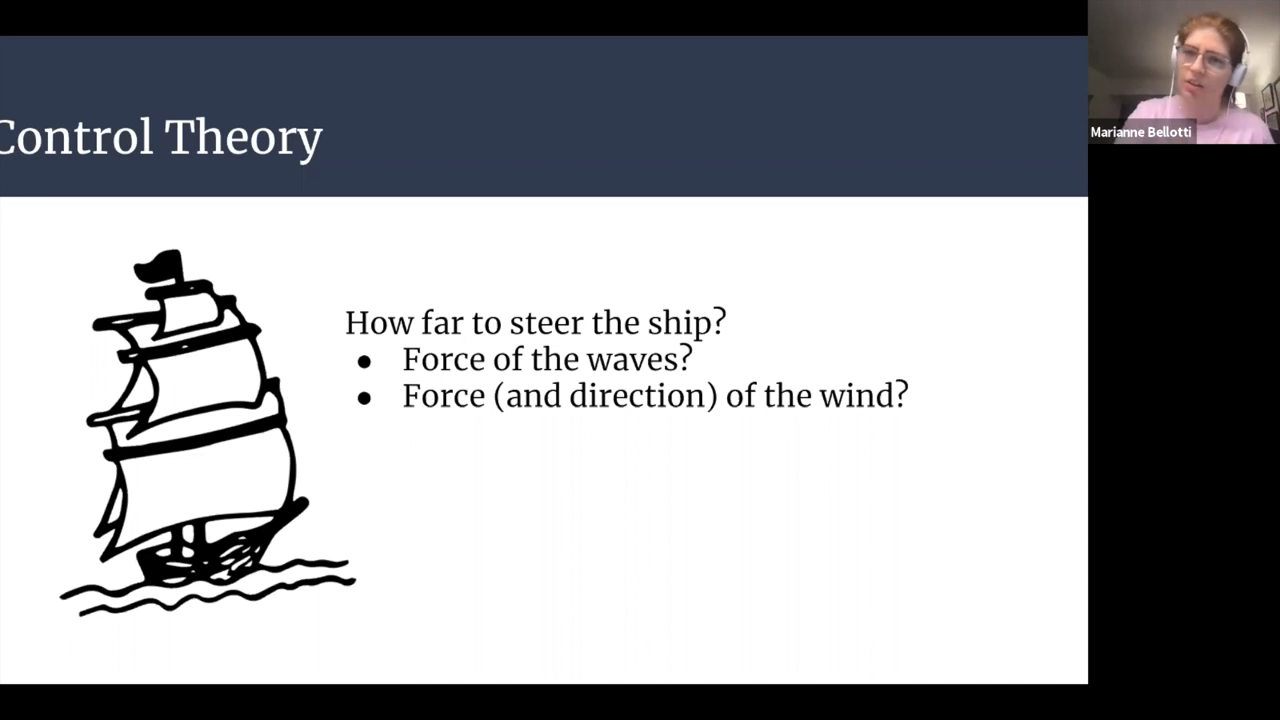 Control Theory
Marianne Bellotti
How far to steer the ship?
● Force of the waves?
● Force (and direction) of the wind?